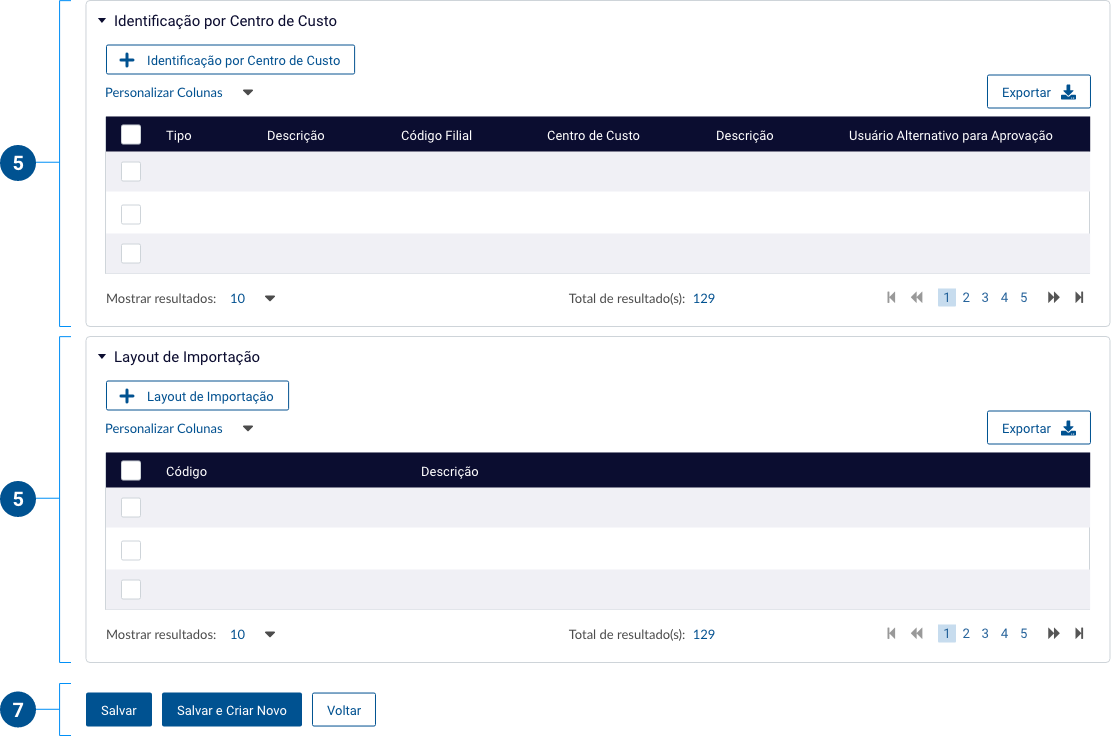 Identificação por Centro de Custo
Identificação por Centro de Custo
Personalizar Colunas
Exportar
Tipo Descrição Código Filial Centro de Custo Descrição Usuário Alternativo para Aprovação
5
Mostrar resultados: 10 Total de resultado(s): 129 1 2 3 4 5
Layout de Importação
Layout de Importação
Personalizar Colunas
Exportar
Código Descrição
5
Mostrar resultados: 10 Total de resultado(s): 129 1 2 3 4 5
7 Salvar Salvar e Criar Novo Voltar